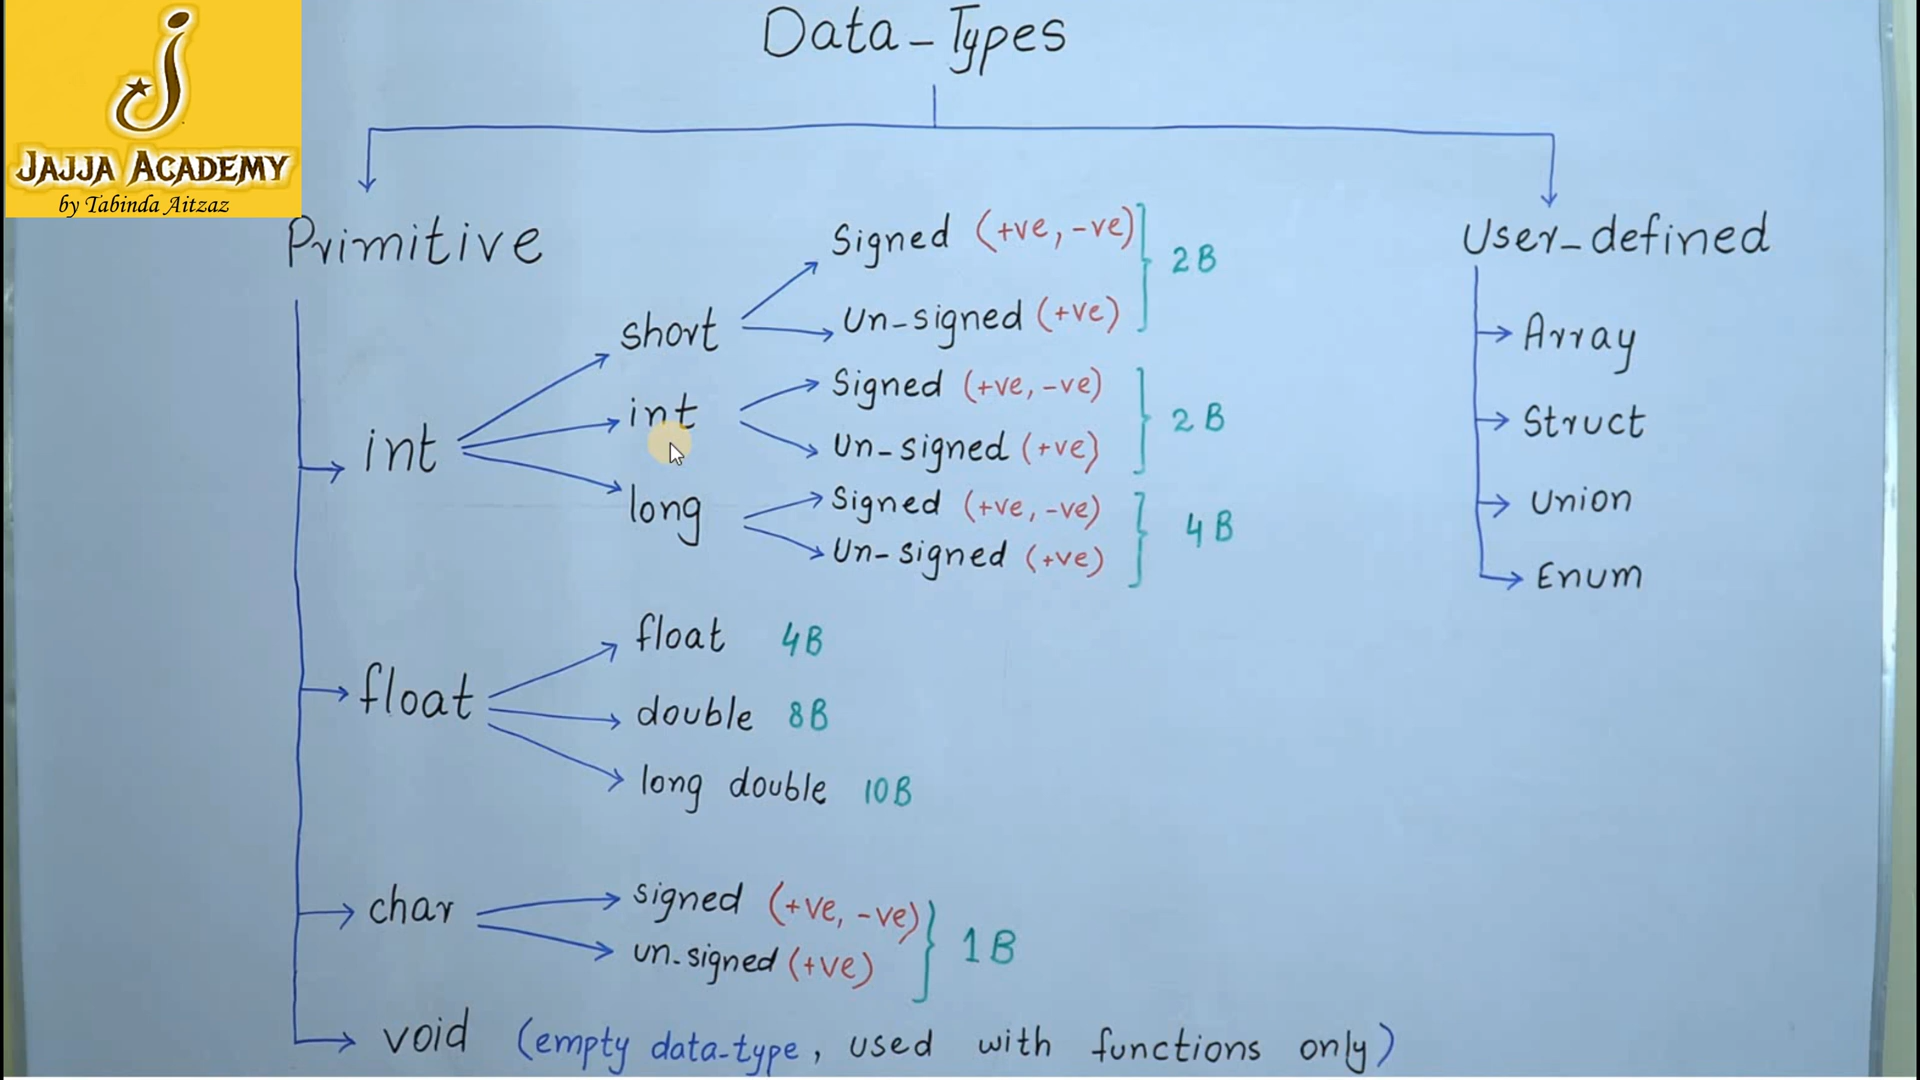 Data-Types
JAJJA ACADEMY
by Tabinda Aitzaz
Primitive
int
short
Signed (+ve, -ve)
Un-signed (+ve)
2B
int
Signed (+ve, -ve)
Un-signed (+ve)
2B
long
Signed (+ve, -ve)
Un-signed (+ve)
4B
float
float 4B
double 8B
long double 10B
char
signed (+ve, -ve)
un-signed (+ve)
1B
void (empty data-type, used with functions only)
User-defined
Array
Struct
Union
Enum